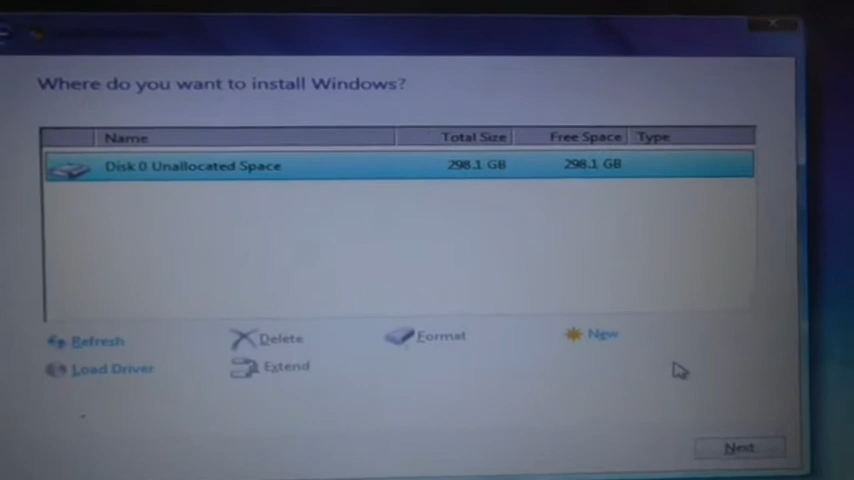 Where do you want to install Windows?
Name Total Size Free Space Type
Disk 0 Unallocated Space 298.1 GB 298.1 GB
Refresh Delete Format New
Load Driver Extend
Next